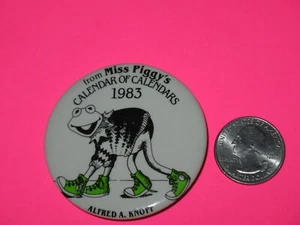 from Miss Piggy's
CALENDAR OF CALENDARS
1983
ALFRED A. KNOPF